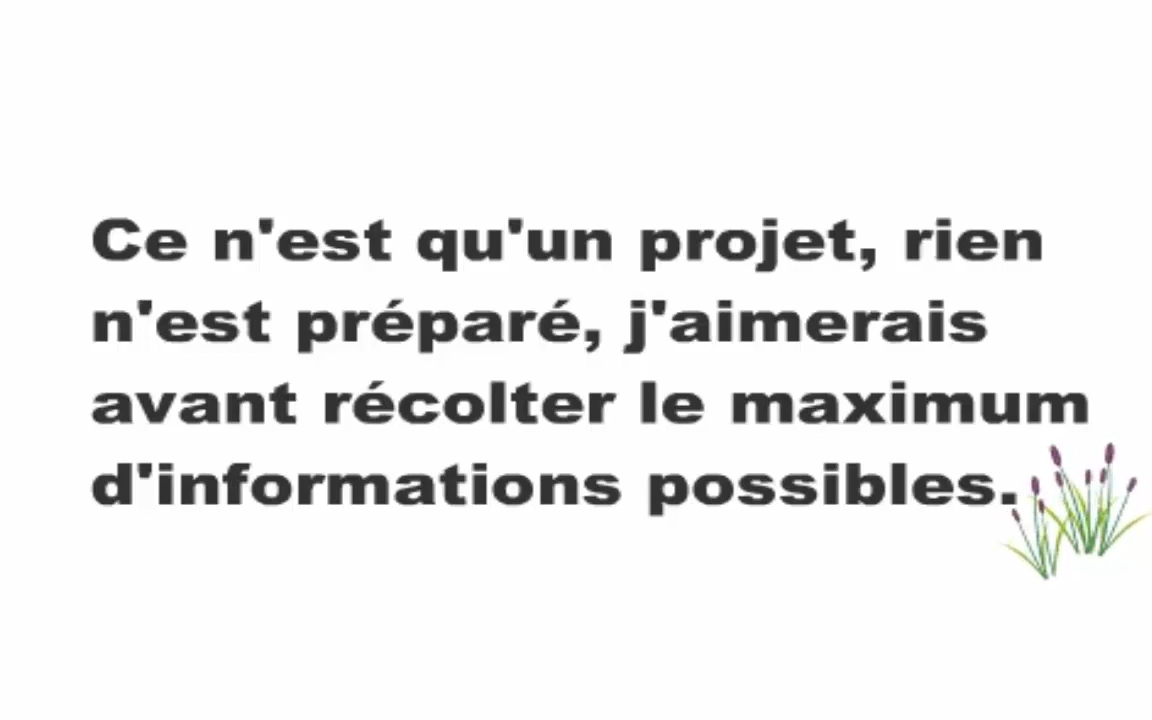 Ce n'est qu'un projet, rien
n'est préparé, j'aimerais
avant récolter le maximum
d'informations possibles.